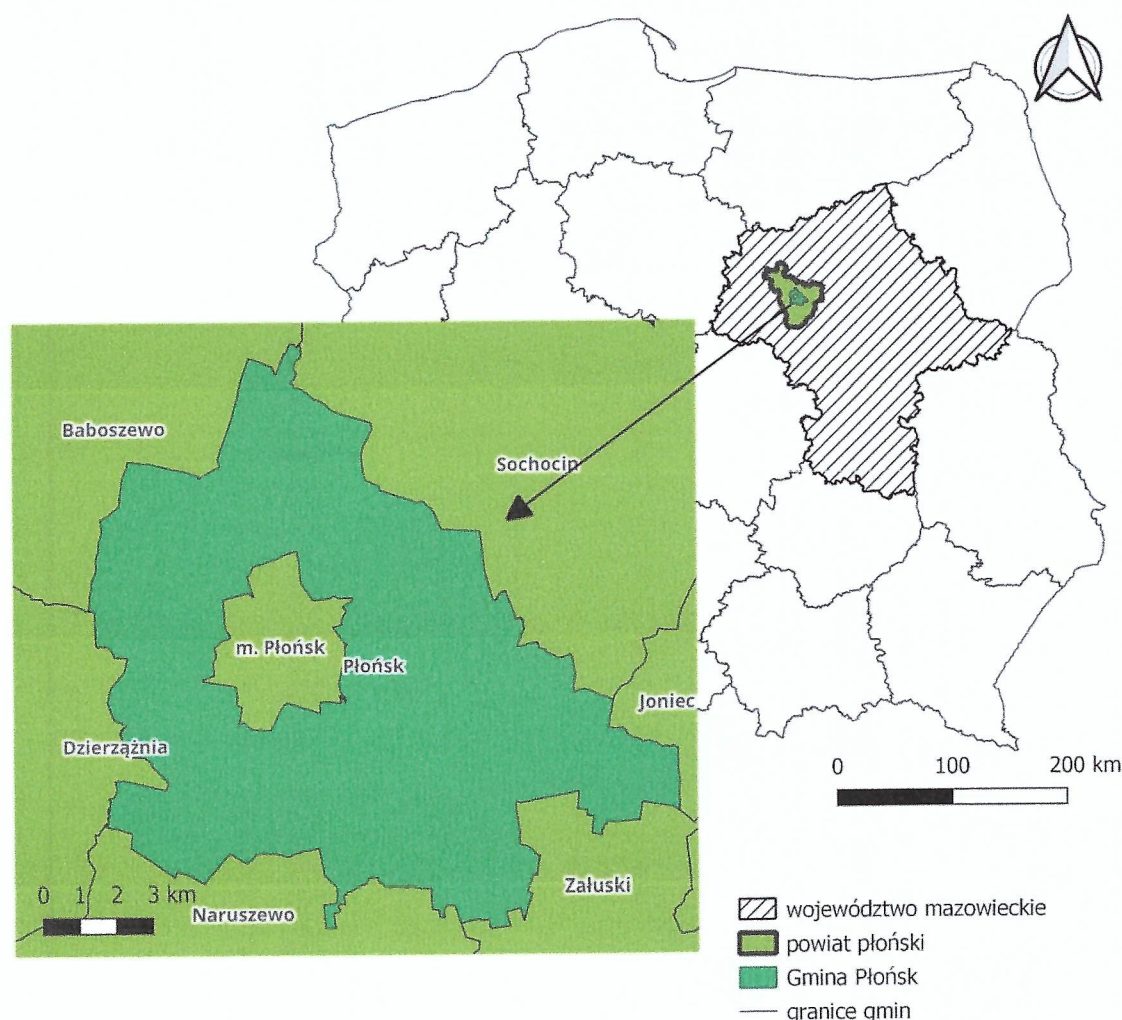 Baboszewo
Sochocin
m. Płońsk
Płońsk
Joniec
Dzierzążnia
0 100 200 km
Załuski
0 1 2 3 km
Naruszewo
województwo mazowieckie
powiat płoński
Gmina Płońsk
granice gmin